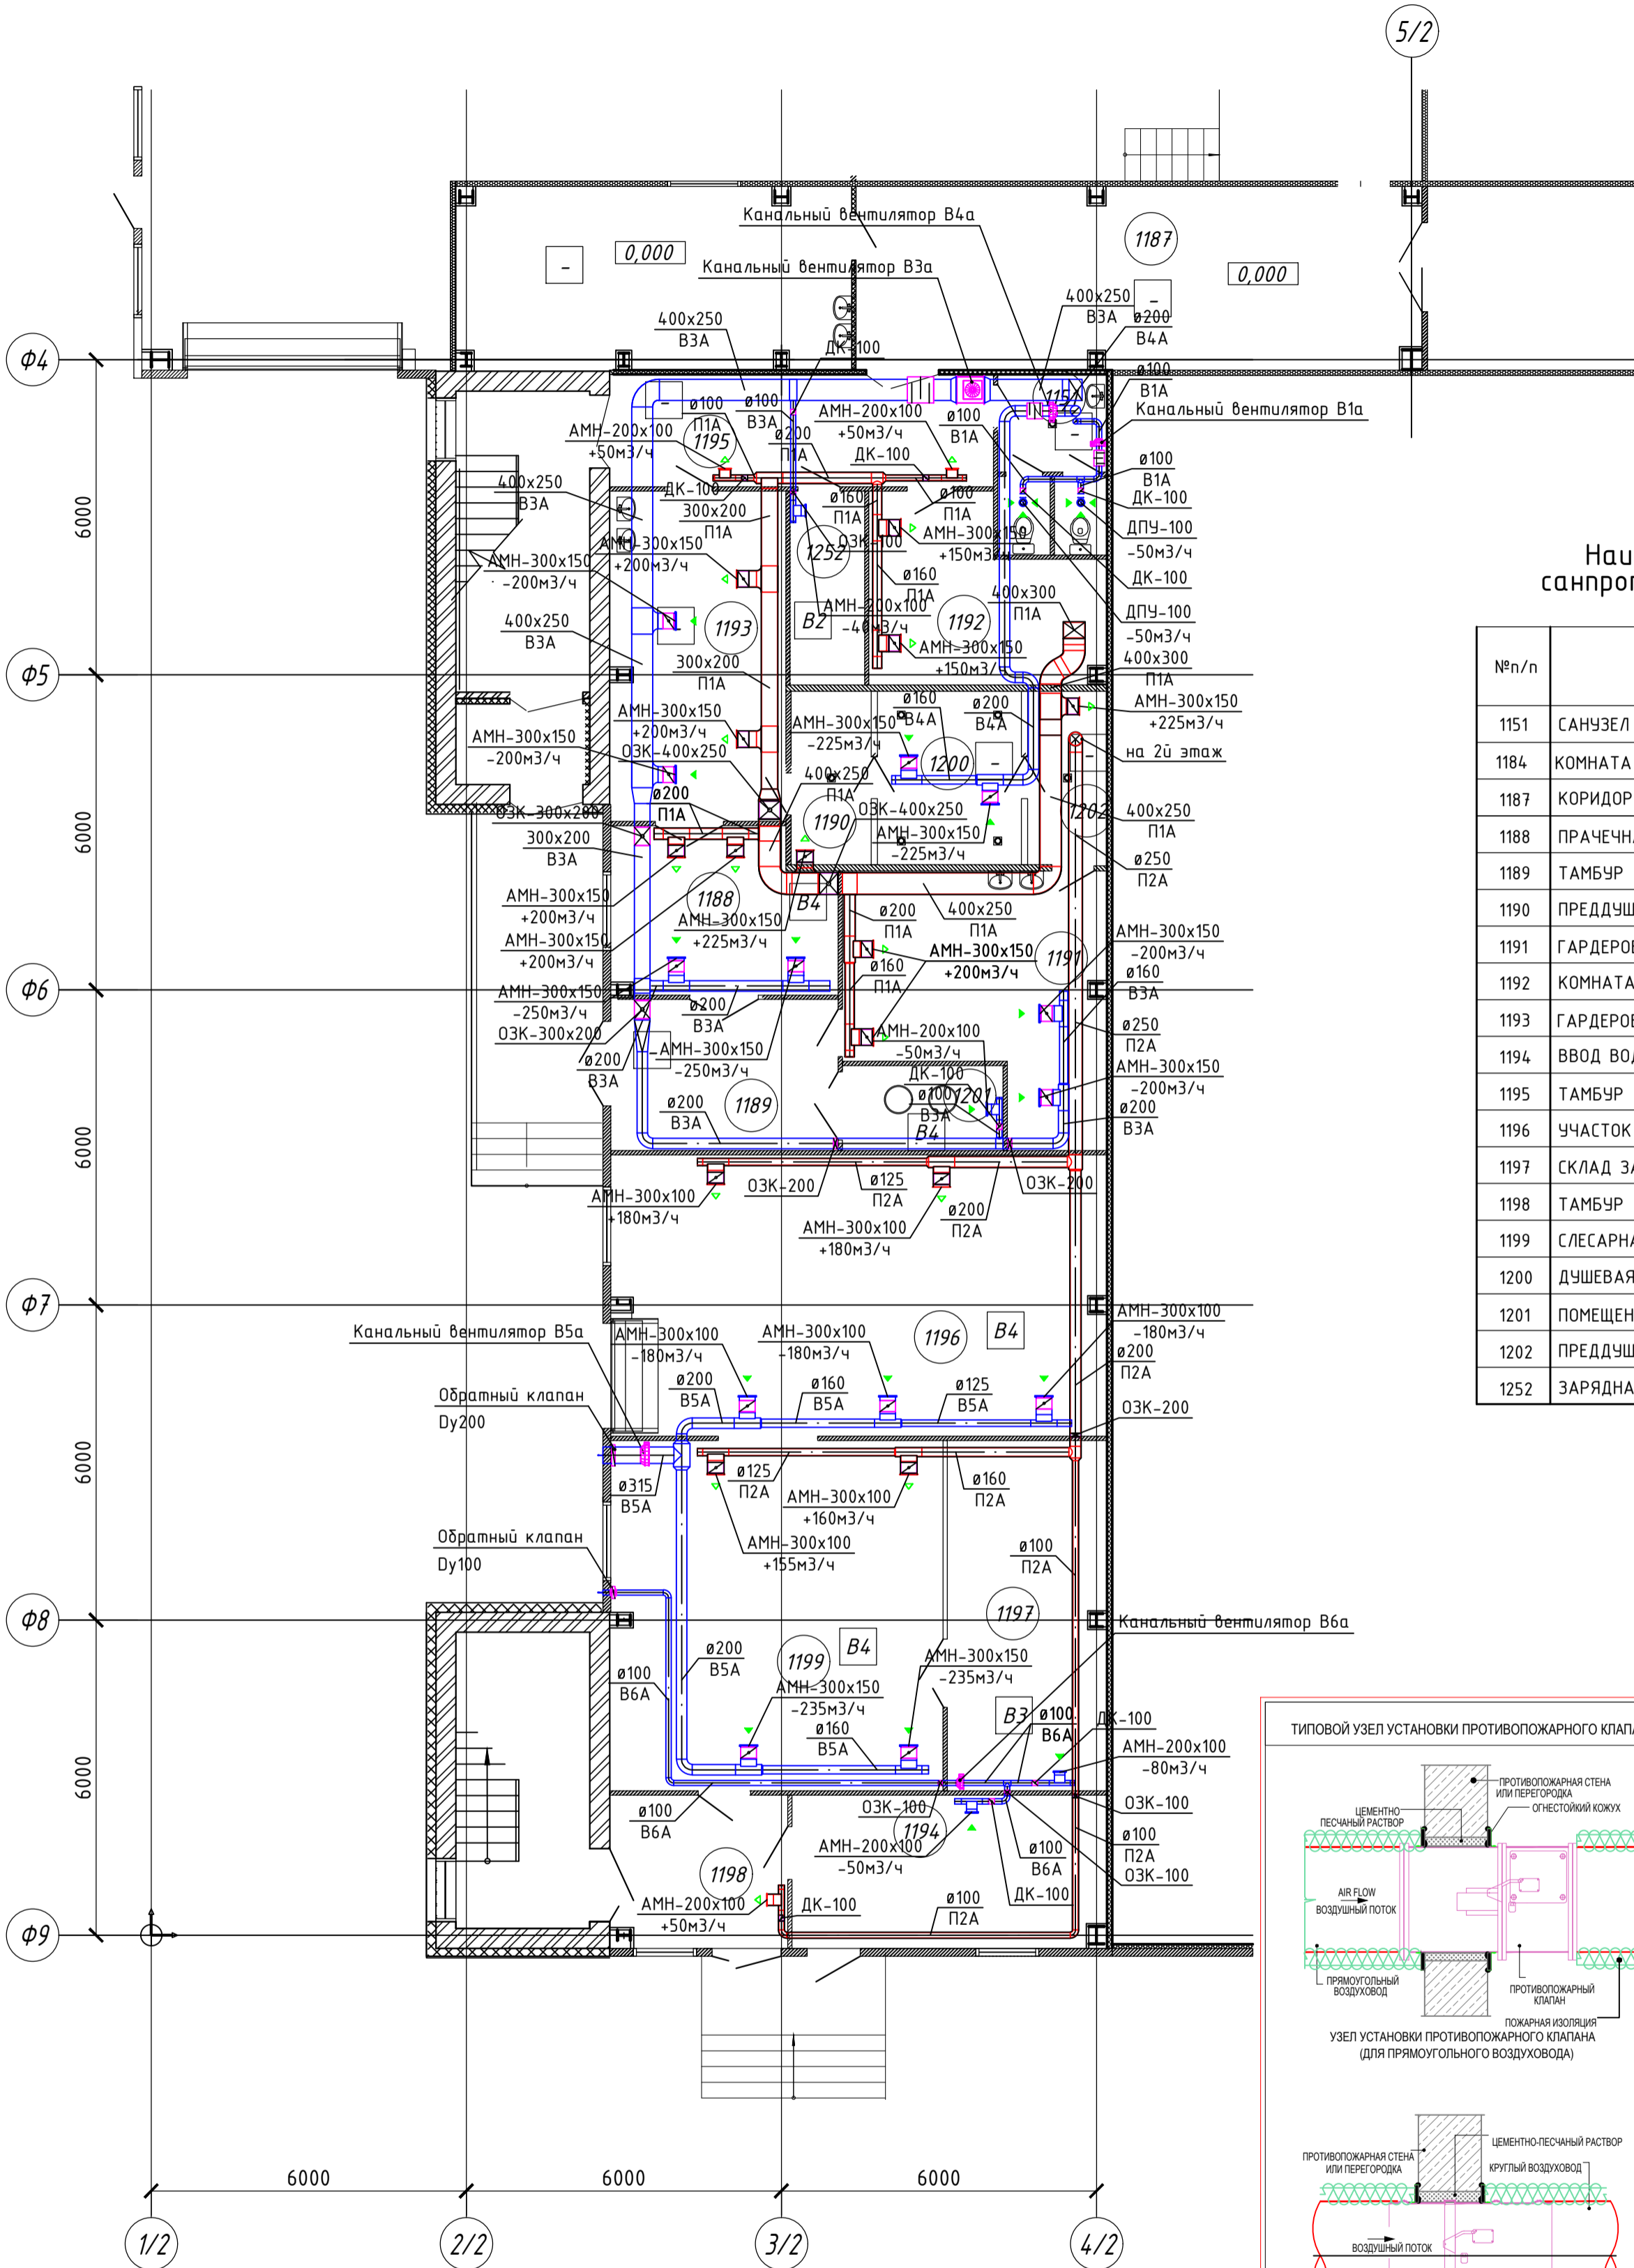 5/2
Канальный вентилятор В4а
1187
0,000
-
0,000
Канальный вентилятор В3а
-
400х250
В3А
ø200
В4А
400х250
В3А
ДК-100
Ф4
ø100
В1А
Канальный вентилятор В1а
-
ø100
П1А
ø100
В3А
АМН-200х100
+50м3/ч
ø100
В1А
АМН-200х100
+50м3/ч
1195
ø200
П1А
ДК-100
-
ø100
В1А
400х250
В3А
ДК-100
300х200
П1А
ø160
П1А
ø100
П1А
ДК-100
ДПУ-100
-50м3/ч
6000
АМН-300х150
+200м3/ч
1252
ОЗК-100
АМН-300х150
+150м3/ч
АМН-300х150
-200м3/ч
ø160
П1А
ДК-100
400х250
В3А
1193
В2
АМН-200х100
-40м3/ч
1192
400х300
П1А
ДПУ-100
-50м3/ч
300х200
П1А
АМН-300х150
+150м3/ч
400х300
П1А
Ф5
АМН-300х150
+200м3/ч
АМН-300х150
-225м3/ч
ø160
В4А
ø200
В4А
АМН-300х150
+225м3/ч
АМН-300х150
-200м3/ч
ОЗК-400х250
1200
-
на 2й этаж
ø200
П1А
400х250
П1А
1190
ОЗК-400х250
1202
400х250
П1А
ОЗК-300х200
300х200
В3А
АМН-300х150
-225м3/ч
6000
ø250
П2А
АМН-300х150
+200м3/ч
1188
В4
400х250
П1А
АМН-300х150
+200м3/ч
АМН-300х150
+225м3/ч
ø200
П1А
АМН-300х150
+200м3/ч
1191
АМН-300х150
-200м3/ч
Ф6
ø160
П1А
ø160
В3А
АМН-300х150
-250м3/ч
ОЗК-300х200
ø200
В3А
АМН-200х100
-50м3/ч
ø250
П2А
ø200
В3А
АМН-300х150
-250м3/ч
ДК-100
ø100
В3А
1201
АМН-300х150
-200м3/ч
ø200
В3А
1189
В4
ø200
В3А
6000
АМН-300х100
+180м3/ч
ОЗК-200
ø125
П2А
АМН-300х100
+180м3/ч
ø200
П2А
ОЗК-200
Ф7
Канальный вентилятор В5а
АМН-300х100
-180м3/ч
АМН-300х100
-180м3/ч
1196
В4
АМН-300х100
-180м3/ч
Обратный клапан
Dy200
ø200
В5А
ø160
В5А
ø125
В5А
ø200
П2А
ОЗК-200
6000
ø315
В5А
ø125
П2А
АМН-300х100
+160м3/ч
ø160
П2А
Обратный клапан
Dy100
АМН-300х100
+155м3/ч
ø100
П2А
Ф8
1197
Канальный вентилятор В6а
ø100
В6А
ø200
В5А
1199
В4
АМН-300х150
-235м3/ч
АМН-300х150
-235м3/ч
ø160
В5А
В3
ø100
В6А
ДК-100
АМН-200х100
-80м3/ч
6000
ø100
В6А
ОЗК-100
1194
ОЗК-100
АМН-200х100
-50м3/ч
ø100
В6А
ø100
П2А
ОЗК-100
1198
АМН-200х100
+50м3/ч
ДК-100
ø100
П2А
ДК-100
Ф9
6000
6000
6000
1/2
2/2
3/2
4/2
№п/п
1151 САНУЗЕЛ
1184 КОМНАТА
1187 КОРИДОР
1188
1189 ТАМБУР
1190
1191
1192 КОМНАТА
1193
1194 ВВОД
1195 ТАМБУР
1196 УЧАСТОК
1197 СКЛАД
1198 ТАМБУР
1199
1200 ДУШЕВАЯ
1201
1202
1252
ТИПОВОЙ УЗЕЛ УСТАНОВКИ ПРОТИВОПОЖАРНОГО
ПРОТИВОПОЖАРНАЯ СТЕНА
ИЛИ ПЕРЕГОРОДКА
ЦЕМЕНТНО
ПЕСЧАНЫЙ РАСТВОР
ОГНЕСТОЙКИЙ КОЖУХ
AIR FLOW
ВОЗДУШНЫЙ ПОТОК
ПРЯМОУГОЛЬНЫЙ
ВОЗДУХОВОД
ПРОТИВОПОЖАРНЫЙ
КЛАПАН
ПОЖАРНАЯ ИЗОЛЯЦИЯ
УЗЕЛ УСТАНОВКИ ПРОТИВОПОЖАРНОГО КЛАПАНА
(ДЛЯ ПРЯМОУГОЛЬНОГО ВОЗДУХОВОДА)
ПРОТИВОПОЖАРНАЯ СТЕНА
ИЛИ ПЕРЕГОРОДКА
ЦЕМЕНТНО-ПЕСЧАНЫЙ РАСТВОР
КРУГЛЫЙ ВОЗДУХОВОД
ВОЗДУШНЫЙ ПОТОК